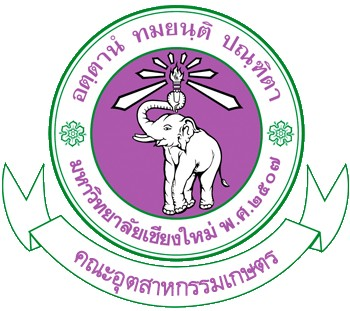 อตฺตานํ ทมยนฺติ ปณฺฑิตา
มหาวิทยาลัยเชียงใหม่ พ.ศ.๒๕๐๗
คณะอุตสาหกรรมเกษตร